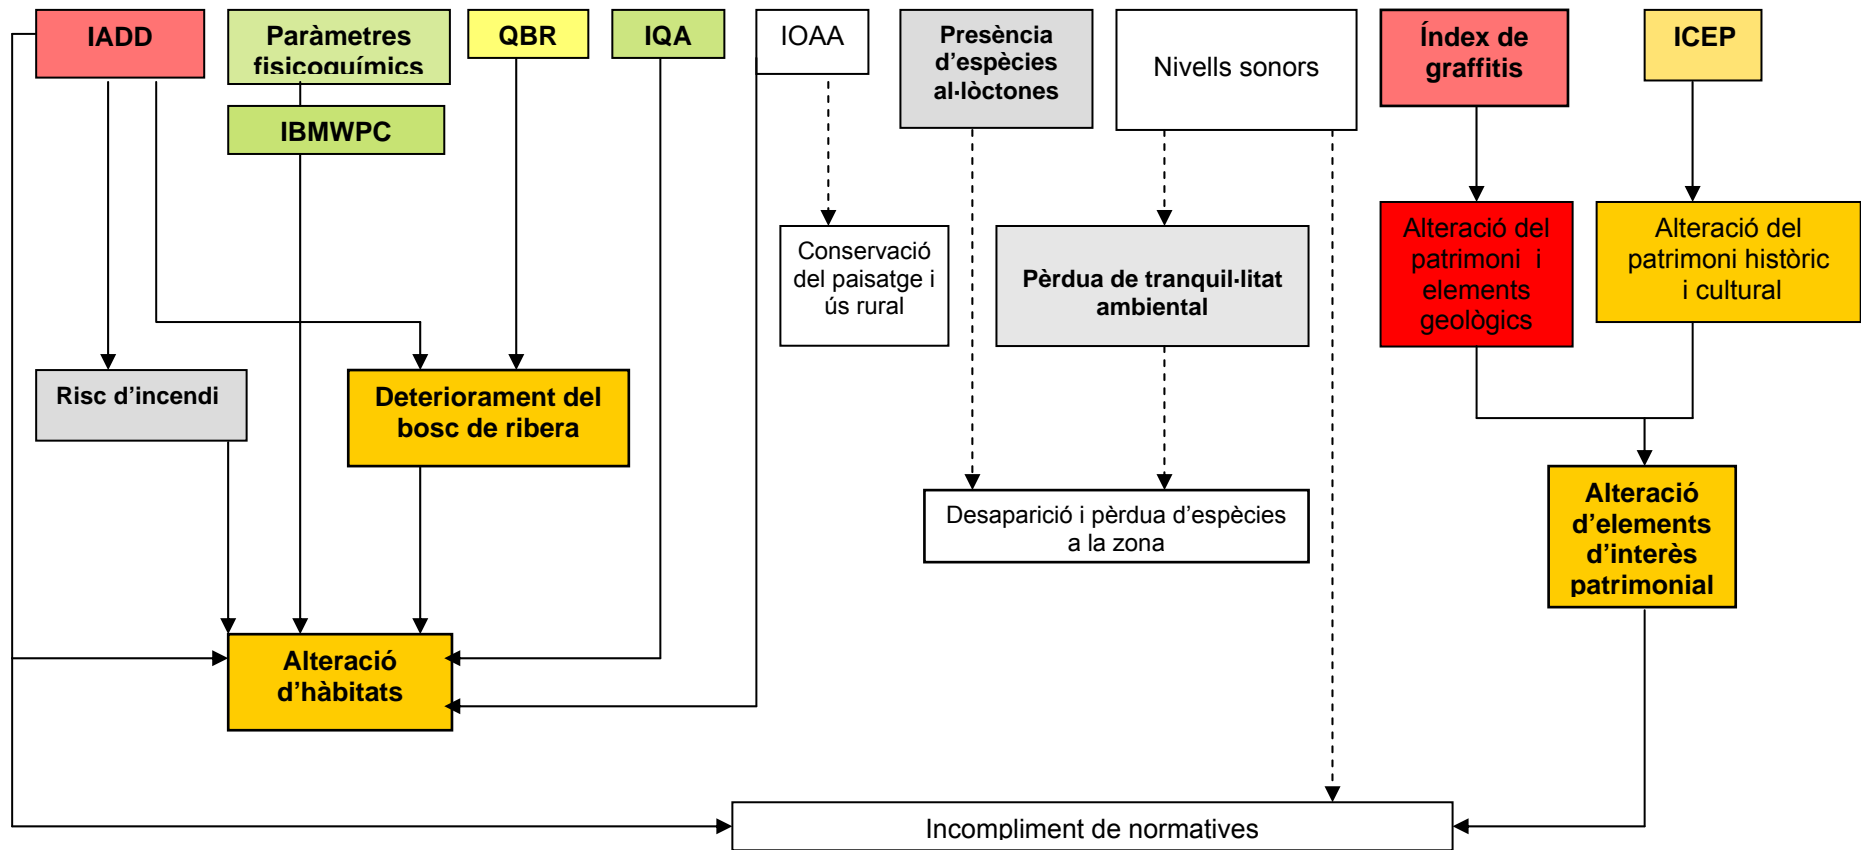 IADD
Paràmetres
fisicoquímics
QBR
IQA
IOAA
Presència
d’espècies
al·lòctones
Nivells sonors
Índex de
graffitis
ICEP
IBMWPC
Conservació
del paisatge i
ús rural
Pèrdua de tranquil·litat
ambiental
Alteració del
patrimoni i
elements
geològics
Alteració del
patrimoni històric
i cultural
Risc d’incendi
Deteriorament del
bosc de ribera
Desaparició i pèrdua d’espècies
a la zona
Alteració
d’elements
d’interès
patrimonial
Alteració
d’hàbitats
Incompliment de normatives